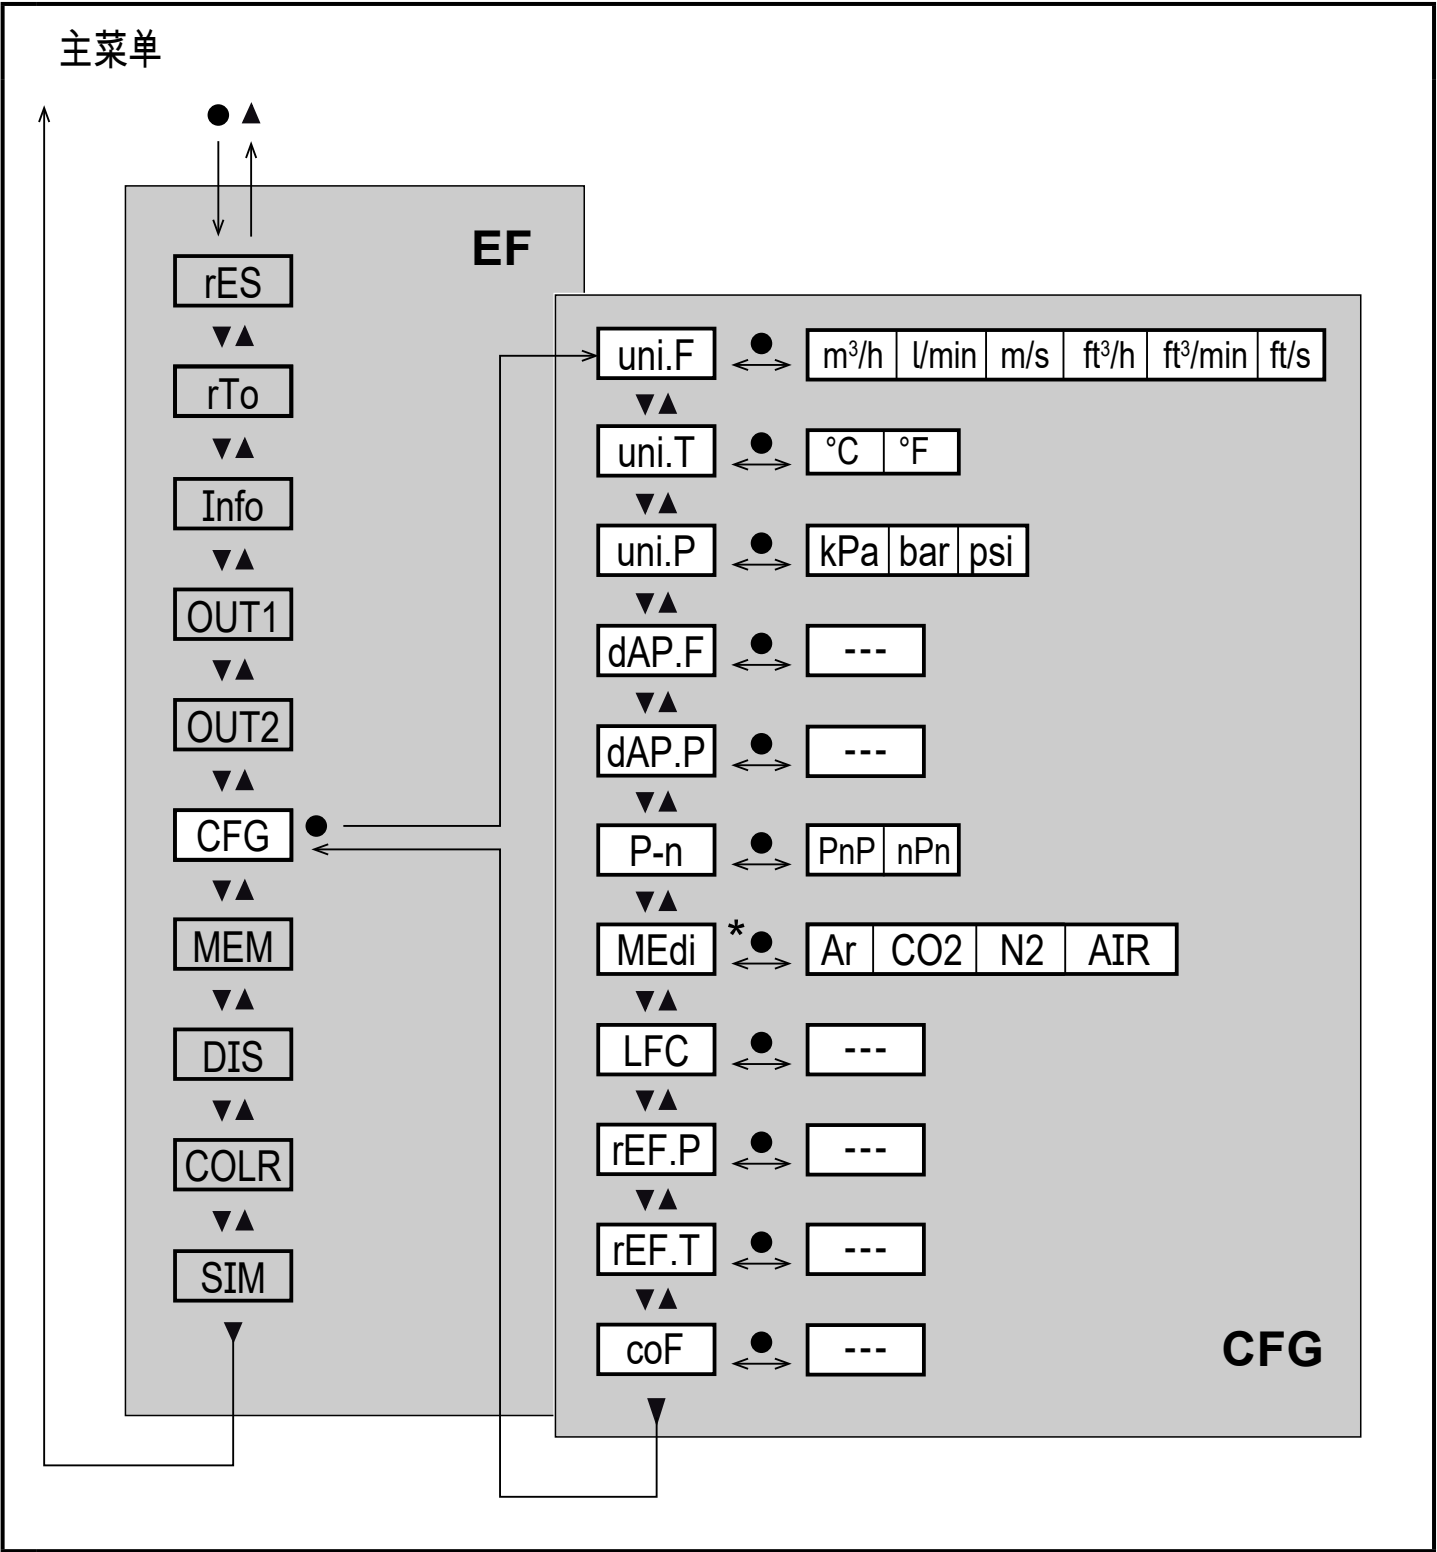 主菜单
EF
rES
rTo
Info
OUT1
OUT2
CFG
MEM
DIS
COLR
SIM
uni.F m³/h l/min m/s ft³/h ft³/min ft/s
uni.T °C °F
uni.P kPa bar psi
dAP.F ---
dAP.P ---
P-n PnP nPn
MEdi * Ar CO2 N2 AIR
LFC ---
rEF.P ---
rEF.T ---
coF ---
CFG